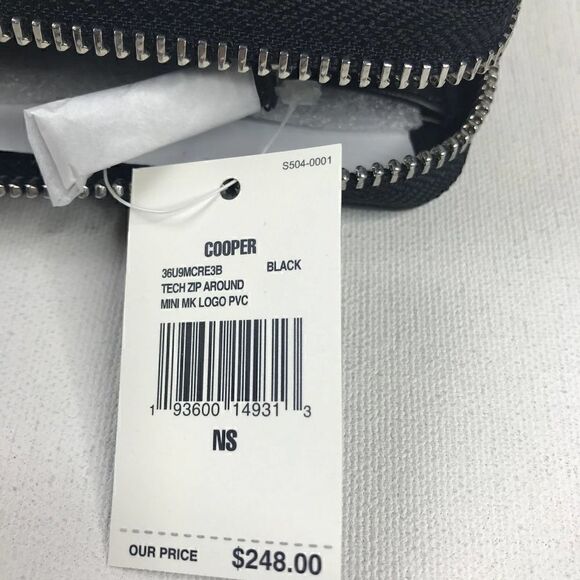 S504-0001
COOPER
36U9MCRE3B BLACK
TECH ZIP AROUND
MINI MK LOGO PVC
1 93600 14931 3
NS
OUR PRICE $248.00